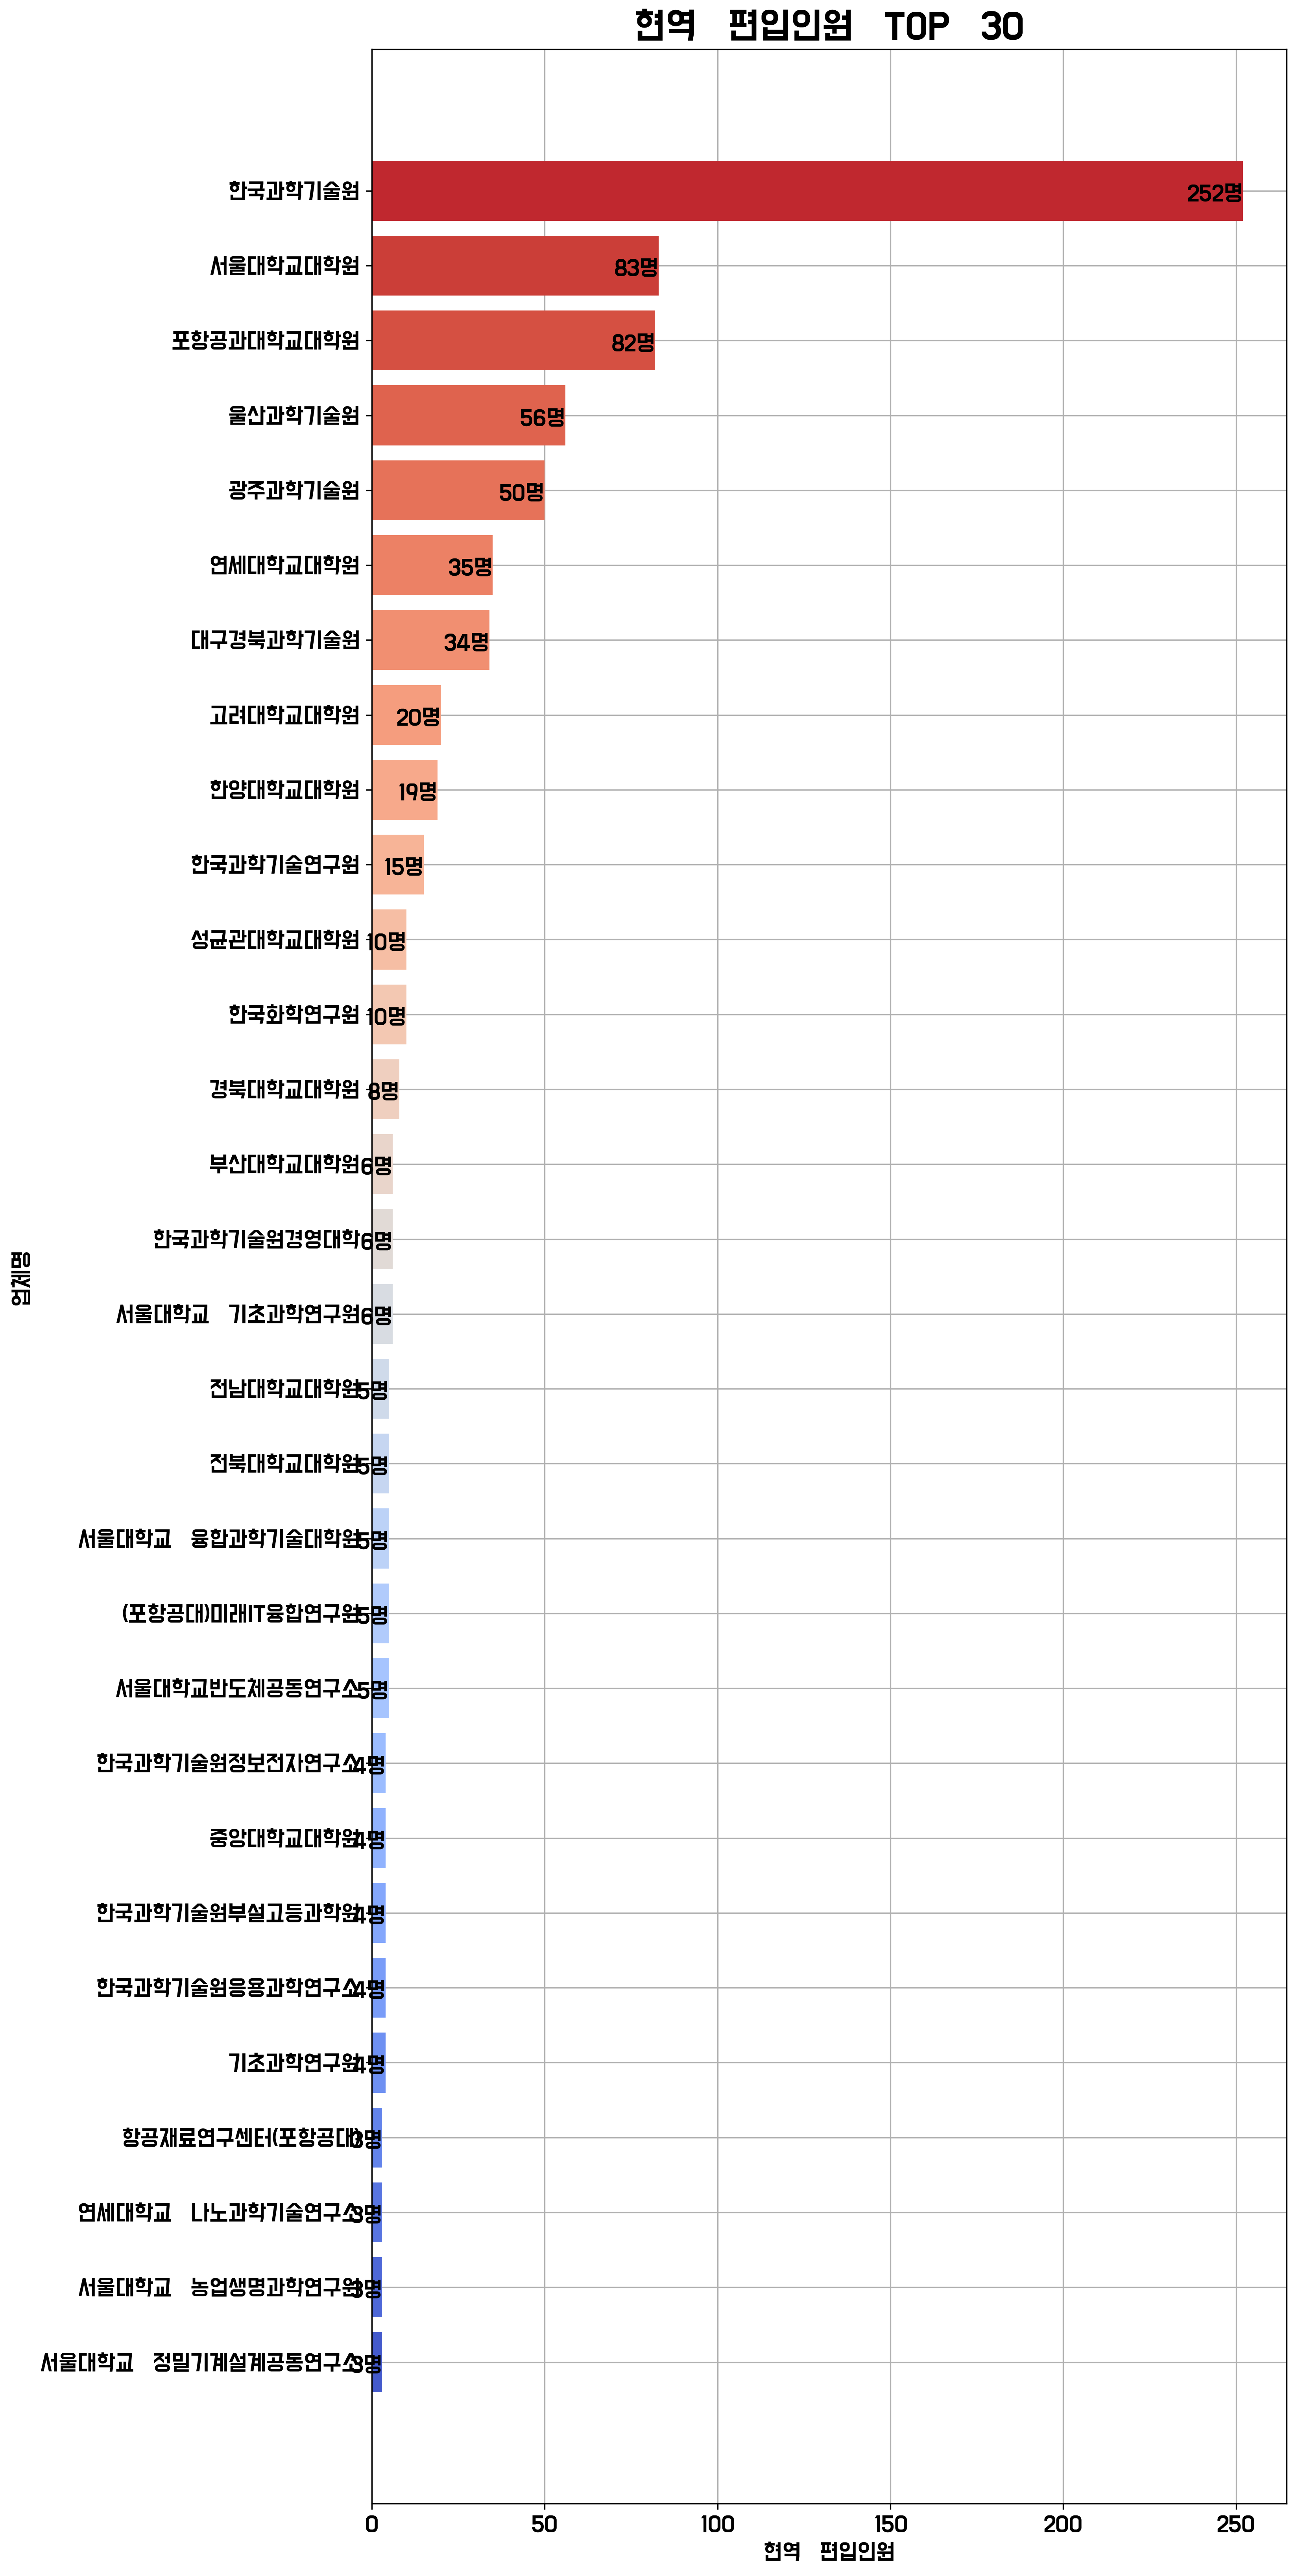 현역 편입인원 TOP 30
한국과학기술원 252명
서울대학교대학원 83명
포항공과대학교대학원 82명
울산과학기술원 56명
광주과학기술원 50명
연세대학교대학원 35명
대구경북과학기술원 34명
고려대학교대학원 20명
한양대학교대학원 19명
한국과학기술연구원 15명
성균관대학교대학원 10명
한국화학연구원 10명
경북대학교대학원 8명
부산대학교대학원 6명
한국과학기술원경영대학 6명
서울대학교 기초과학연구원 6명
전남대학교대학원 5명
전북대학교대학원 5명
서울대학교 융합과학기술대학원 5명
(포항공대)미래IT융합연구원 5명
서울대학교반도체공동연구소 5명
한국과학기술원정보전자연구소 4명
중앙대학교대학원 4명
한국과학기술원부설고등과학원 4명
한국과학기술원응용과학연구소 4명
기초과학연구원 4명
항공재료연구센터(포항공대) 3명
연세대학교 나노과학기술연구소 3명
서울대학교 농업생명과학연구원 3명
서울대학교 정밀기계설계공동연구소 3명
업체명
0 50 100 150 200 250
현역 편입인원